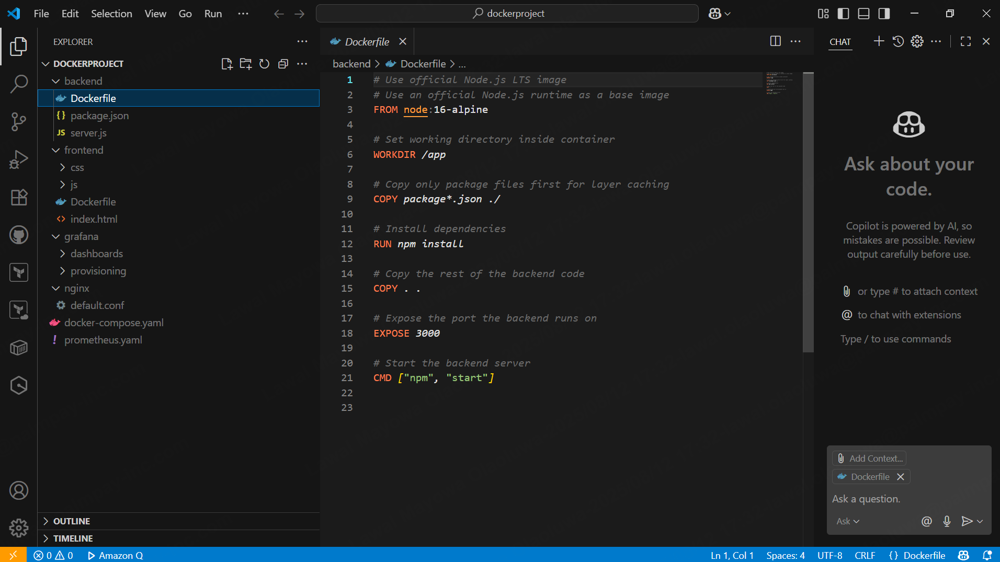 File Edit Selection View Go Run ···
dockerproject
EXPLORER
DOCKERPROJECT
backend
Dockerfile
{} package.json
JS server.js
frontend
css
js
Dockerfile
<> index.html
grafana
dashboards
provisioning
nginx
default.conf
docker-compose.yaml
! prometheus.yaml
OUTLINE
TIMELINE
Dockerfile
backend > Dockerfile > ...
1 # Use official Node.js LTS image
2 # Use an official Node.js runtime as a base image
3 FROM node:16-alpine
4
5 # Set working directory inside container
6 WORKDIR /app
7
8 # Copy only package files first for layer caching
9 COPY package*.json ./
10
11 # Install dependencies
12 RUN npm install
13
14 # Copy the rest of the backend code
15 COPY . .
16
17 # Expose the port the backend runs on
18 EXPOSE 3000
19
20 # Start the backend server
21 CMD ["npm", "start"]
22
23
CHAT
Ask about your
code.
Copilot is powered by AI, so
mistakes are possible. Review
output carefully before use.
or type # to attach context
@ to chat with extensions
Type / to use commands
Add Context...
Dockerfile
Ask a question.
Ask
@
0 0 Amazon Q Ln 1, Col 1 Spaces: 4 UTF-8 CRLF {} Dockerfile